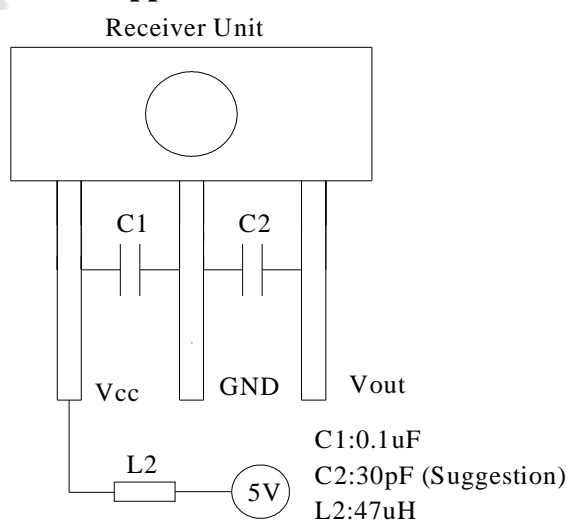 Receiver Unit
C1 C2
Vcc GND Vout
C1:0.1uF
L2 C2:30pF (Suggestion)
5V L2:47uH